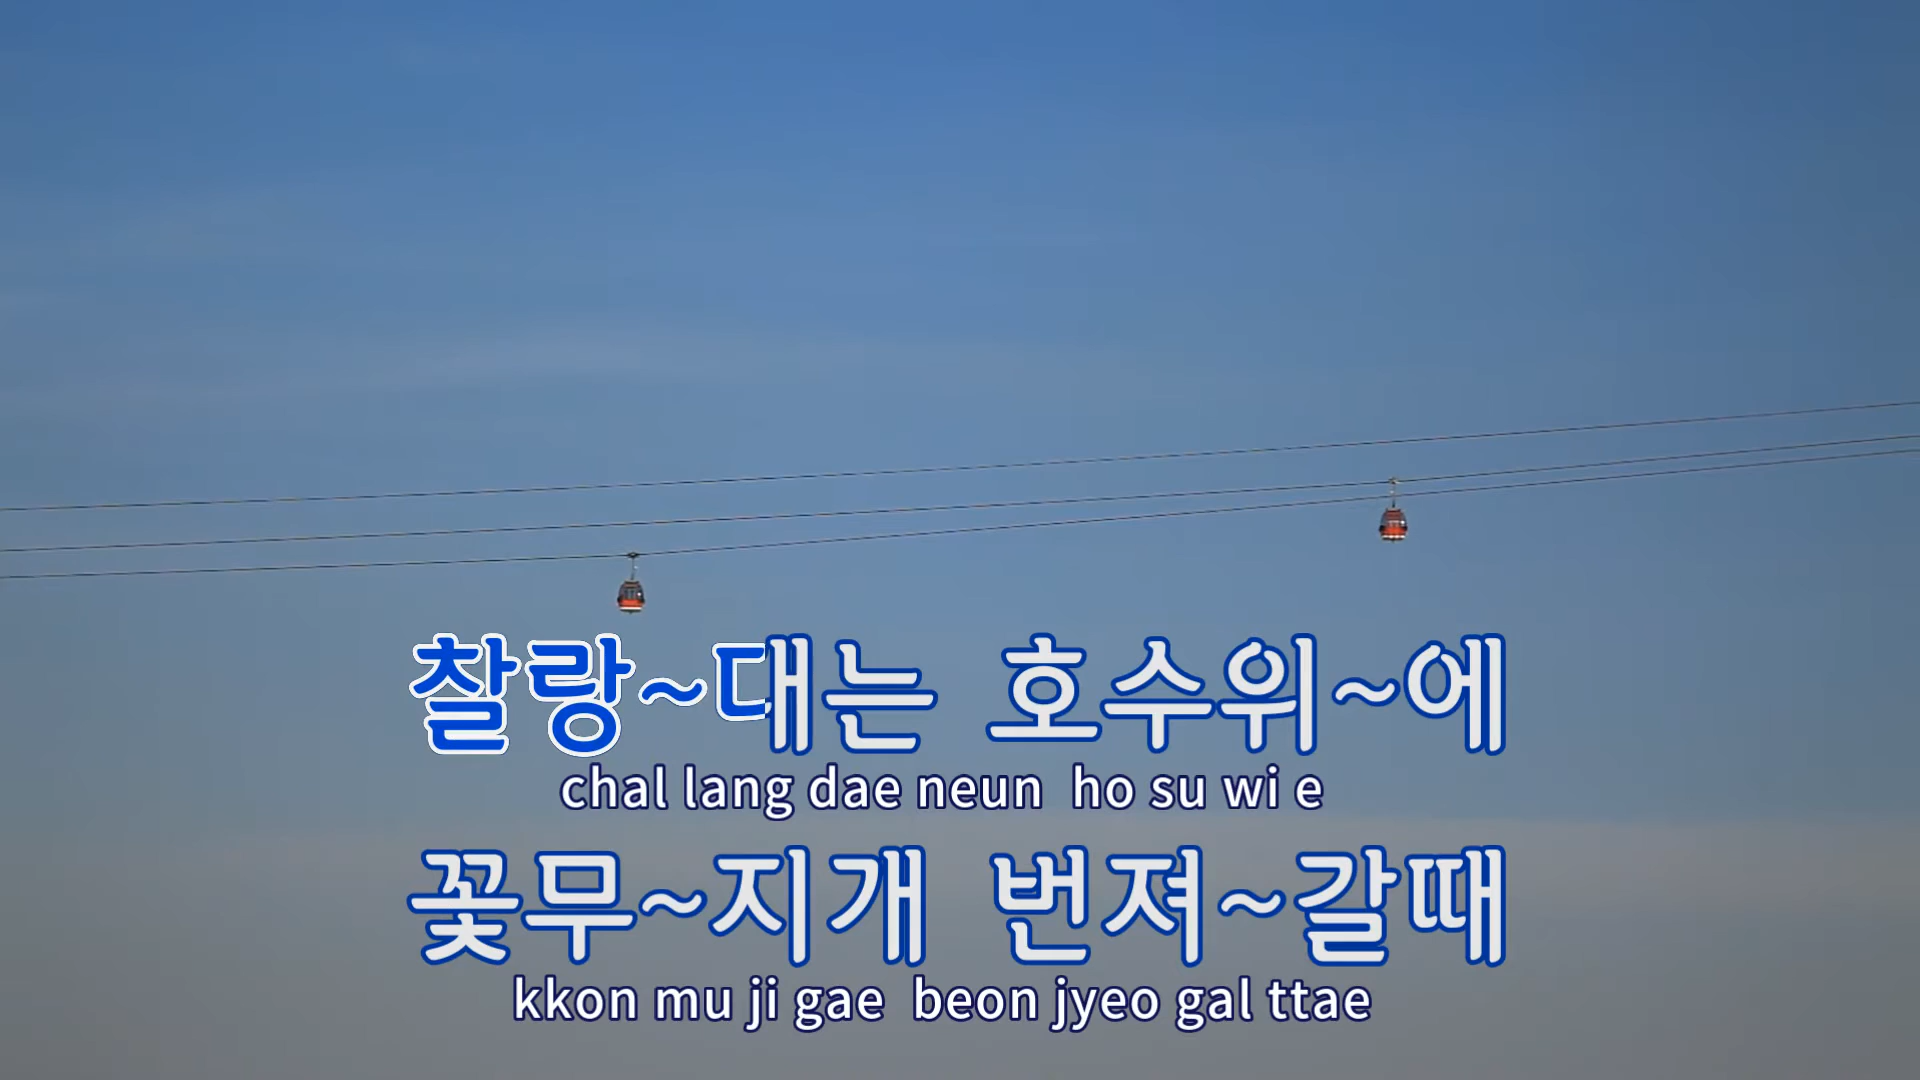 찰랑~대는 호수위~에
chal lang dae neun ho su wi e
꽃무~지개 번져~갈때
kkon mu ji gae beon jyeo gal ttae